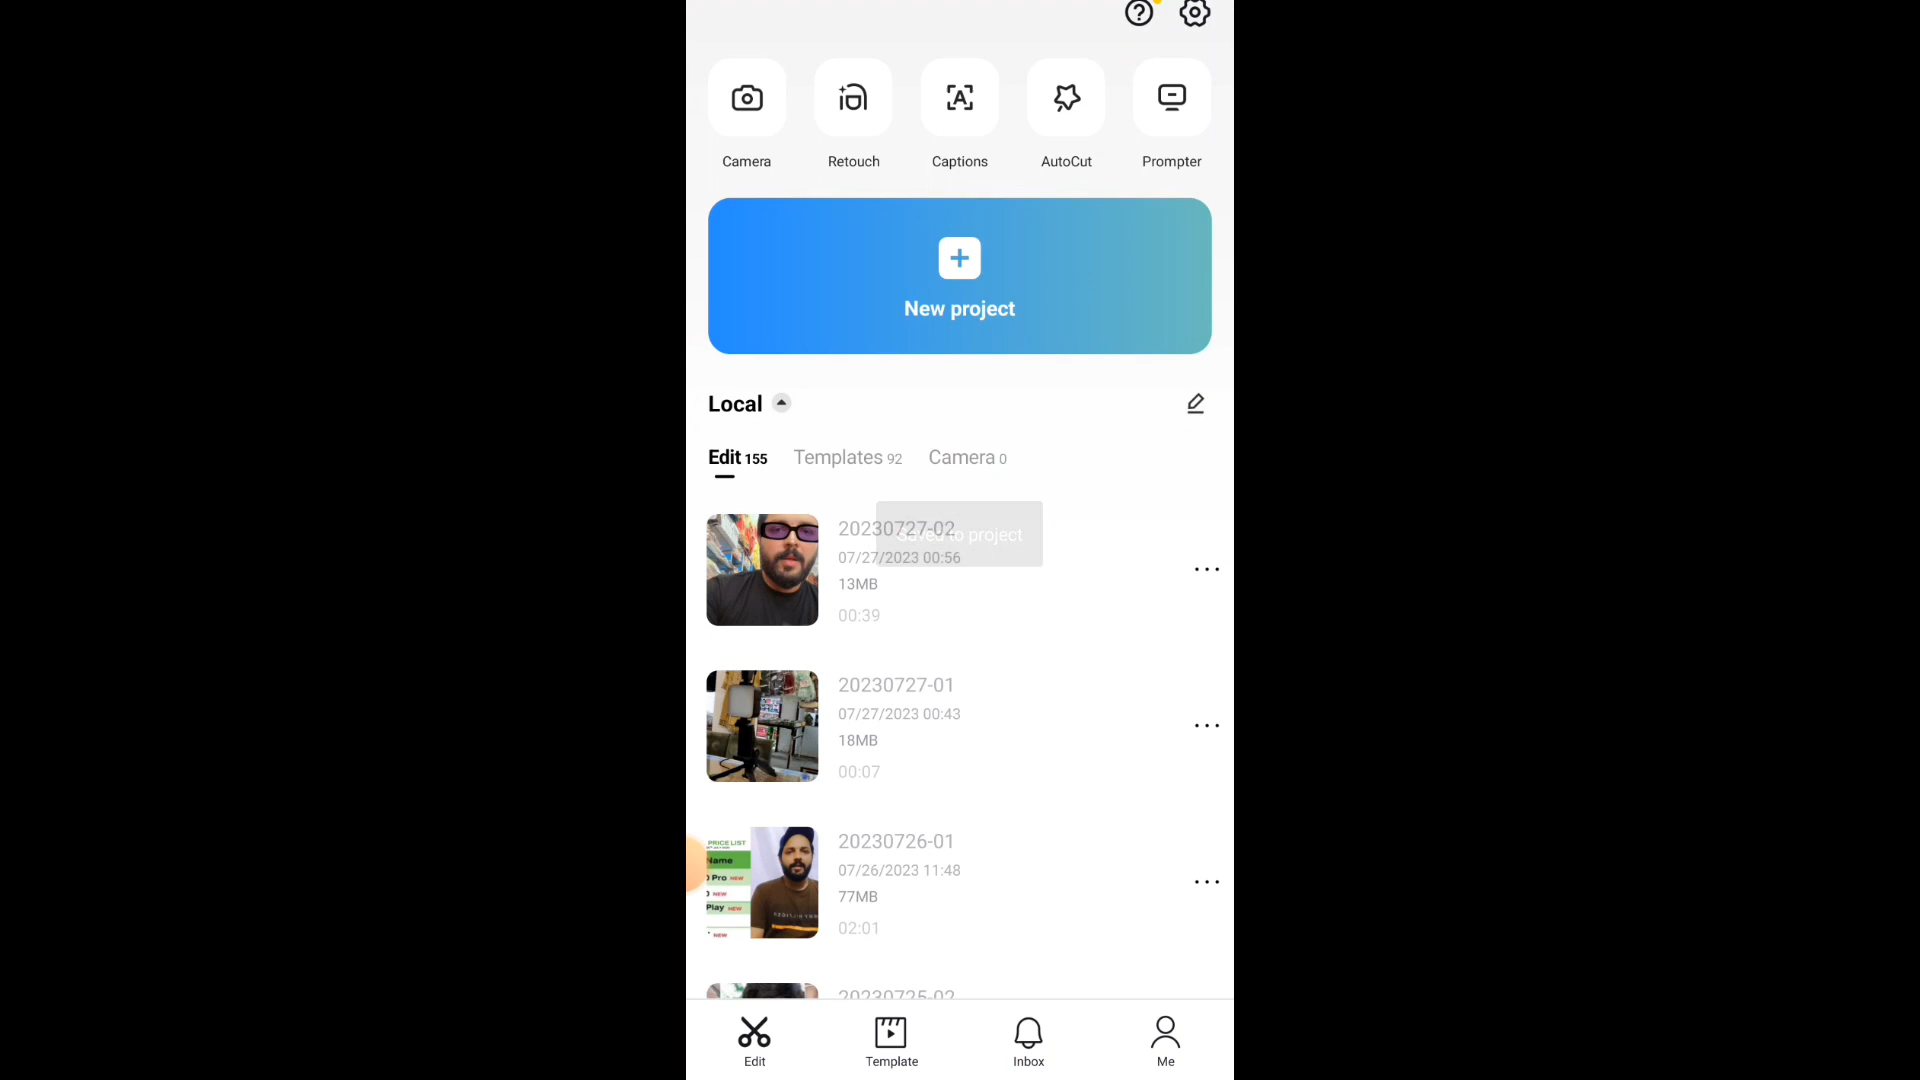 Camera
Retouch
Captions
AutoCut
Prompter
New project
Local
Edit 155
Templates 92
Camera 0
20230727-02
Saved to project
07/27/2023 00:56
13MB
00:39
20230727-01
07/27/2023 00:43
18MB
00:07
PRICE LIST
Name
Pro NEW
NEW
Play NEW
NEW
20230726-01
07/26/2023 11:48
77MB
02:01
20230725-02
Edit
Template
Inbox
Me